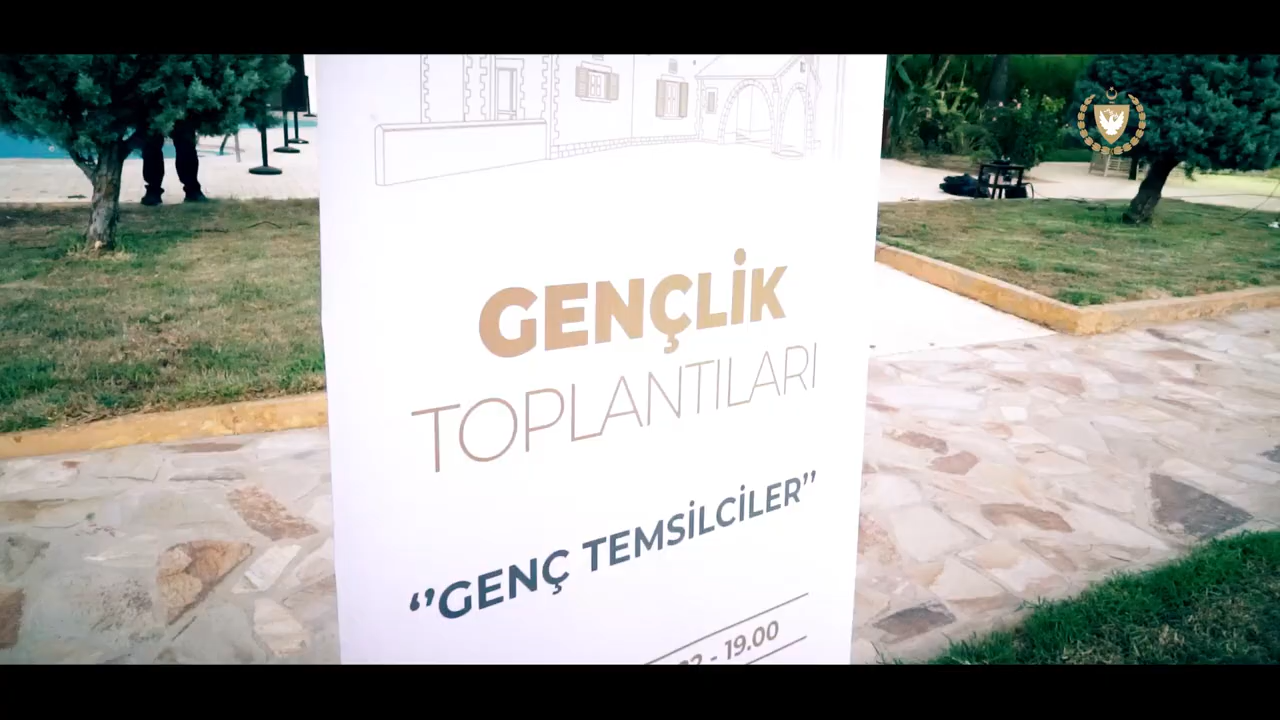 GENÇLİK
TOPLANTILARI
‘’GENÇ TEMSİLCİLER’’
- 19.00